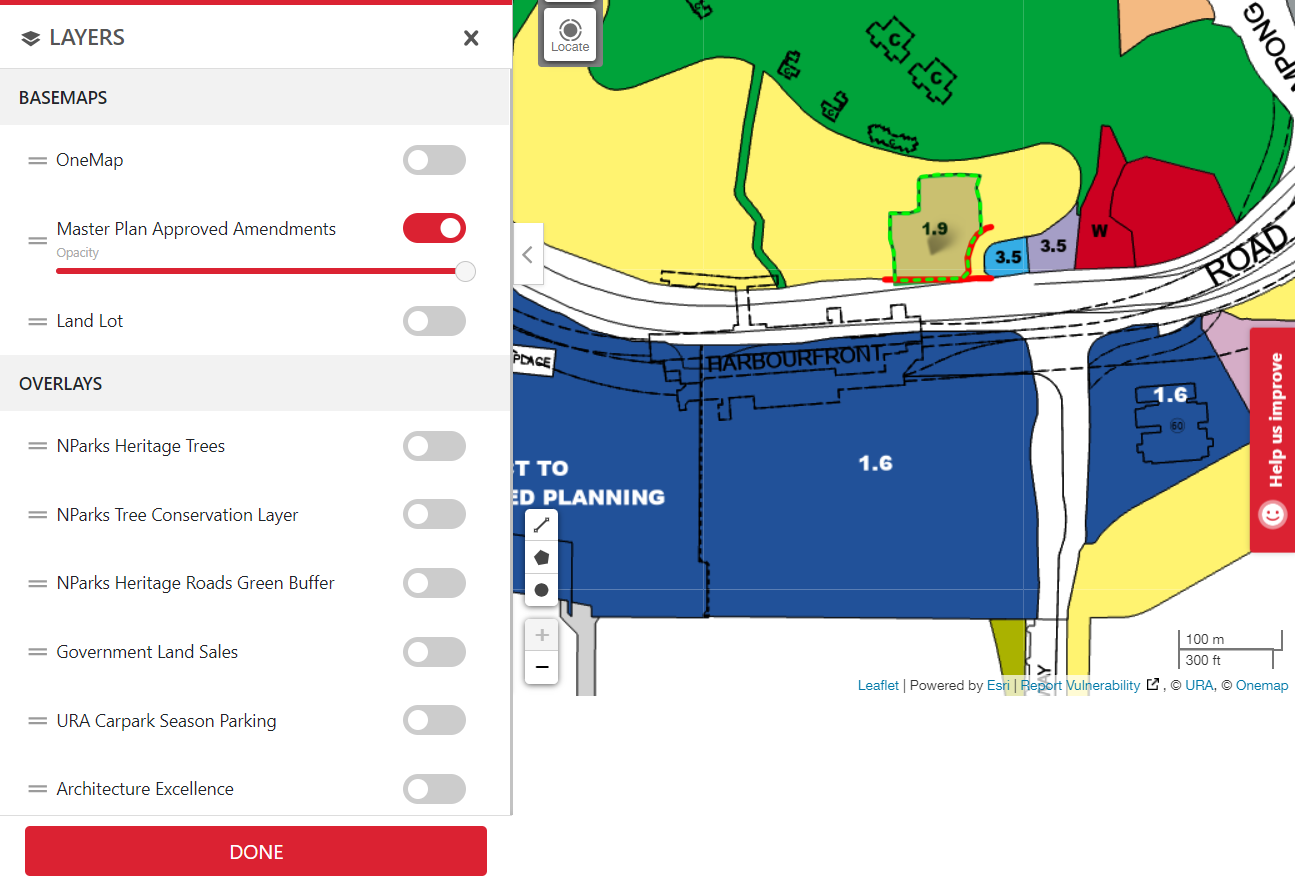 LAYERS
BASEMAPS
OneMap
Master Plan Approved Amendments
Opacity
Land Lot
OVERLAYS
NParks Heritage Trees
NParks Tree Conservation Layer
NParks Heritage Roads Green Buffer
Government Land Sales
URA Carpark Season Parking
Architecture Excellence
DONE
Locate
C
C
C
C
C
MPONG
ROAD
1.9
3.5
3.5
W
PLACE
HARBOURFRONT
1.6
60
1.6
T TO
ED PLANNING
WAY
Help us improve
100 m
300 ft
Leaflet | Powered by Esri | Report Vulnerability , © URA, © Onemap